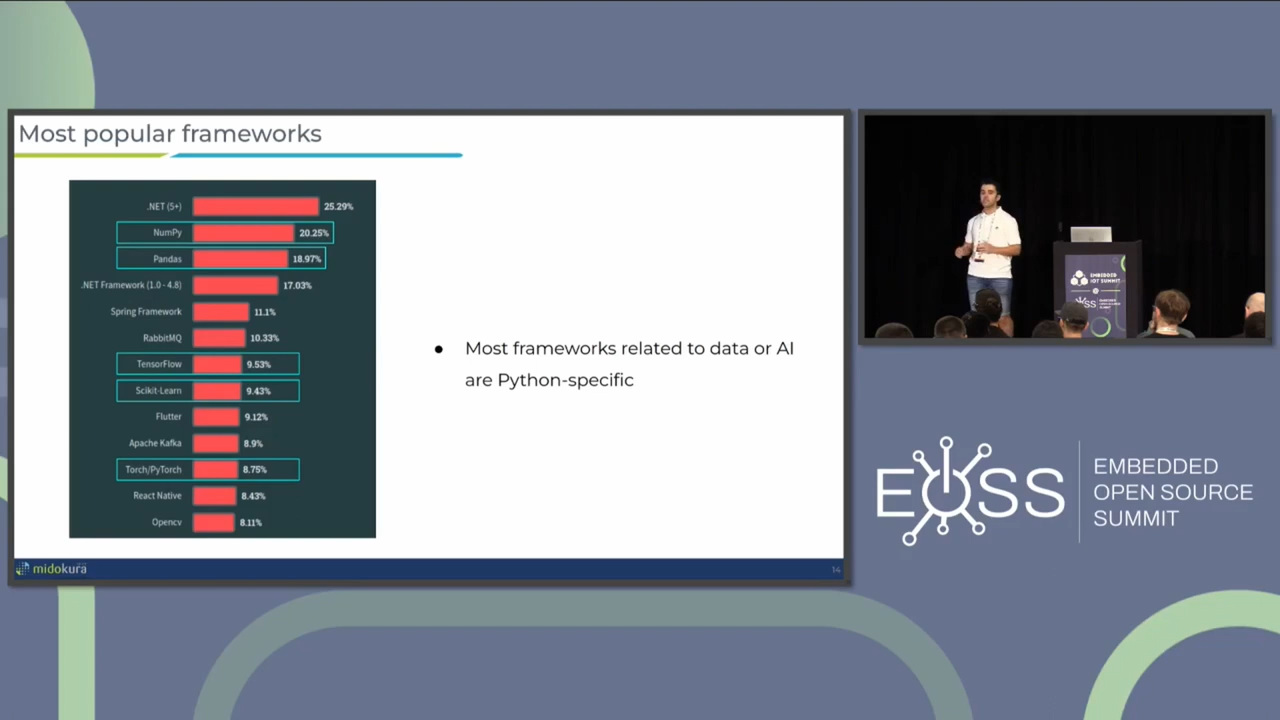 Most popular frameworks
.NET (5+) 25.29%
NumPy 20.25%
Pandas 18.97%
.NET Framework (1.0 - 4.8) 17.03%
Spring Framework 11.1%
RabbitMQ 10.33%
TensorFlow 9.53%
Scikit-Learn 9.43%
Flutter 9.12%
Apache Kafka 8.9%
Torch/PyTorch 8.75%
React Native 8.43%
Opencv 8.11%
● Most frameworks related to data or AI
are Python-specific
midokura
14
EMBEDDED
IOT SUMMIT
EOSS
EMBEDDED
OPEN SOURCE
SUMMIT